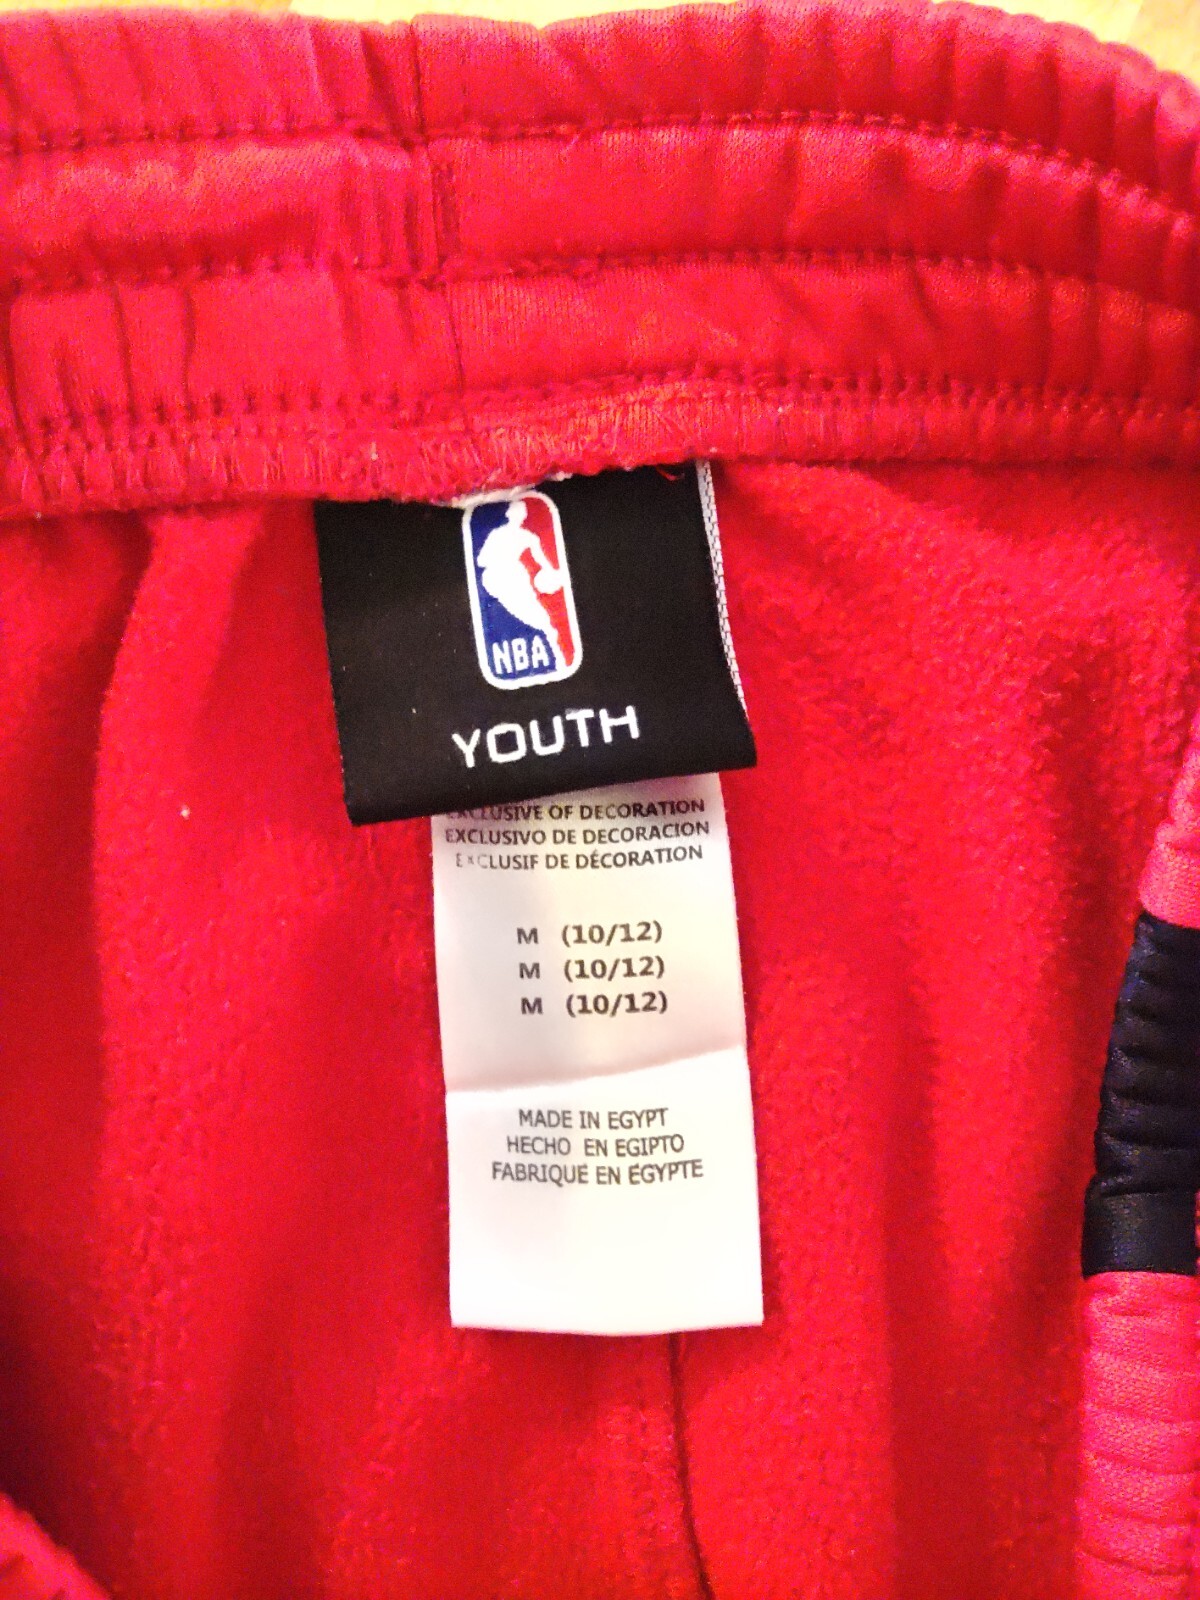 NBA
YOUTH
EXCLUSIVE OF DECORATION
EXCLUSIVO DE DECORACION
EXCLUSIF DE DÉCORATION
M (10/12)
M (10/12)
M (10/12)
MADE IN EGYPT
HECHO EN EGIPTO
FABRIQUÉ EN ÉGYPTE